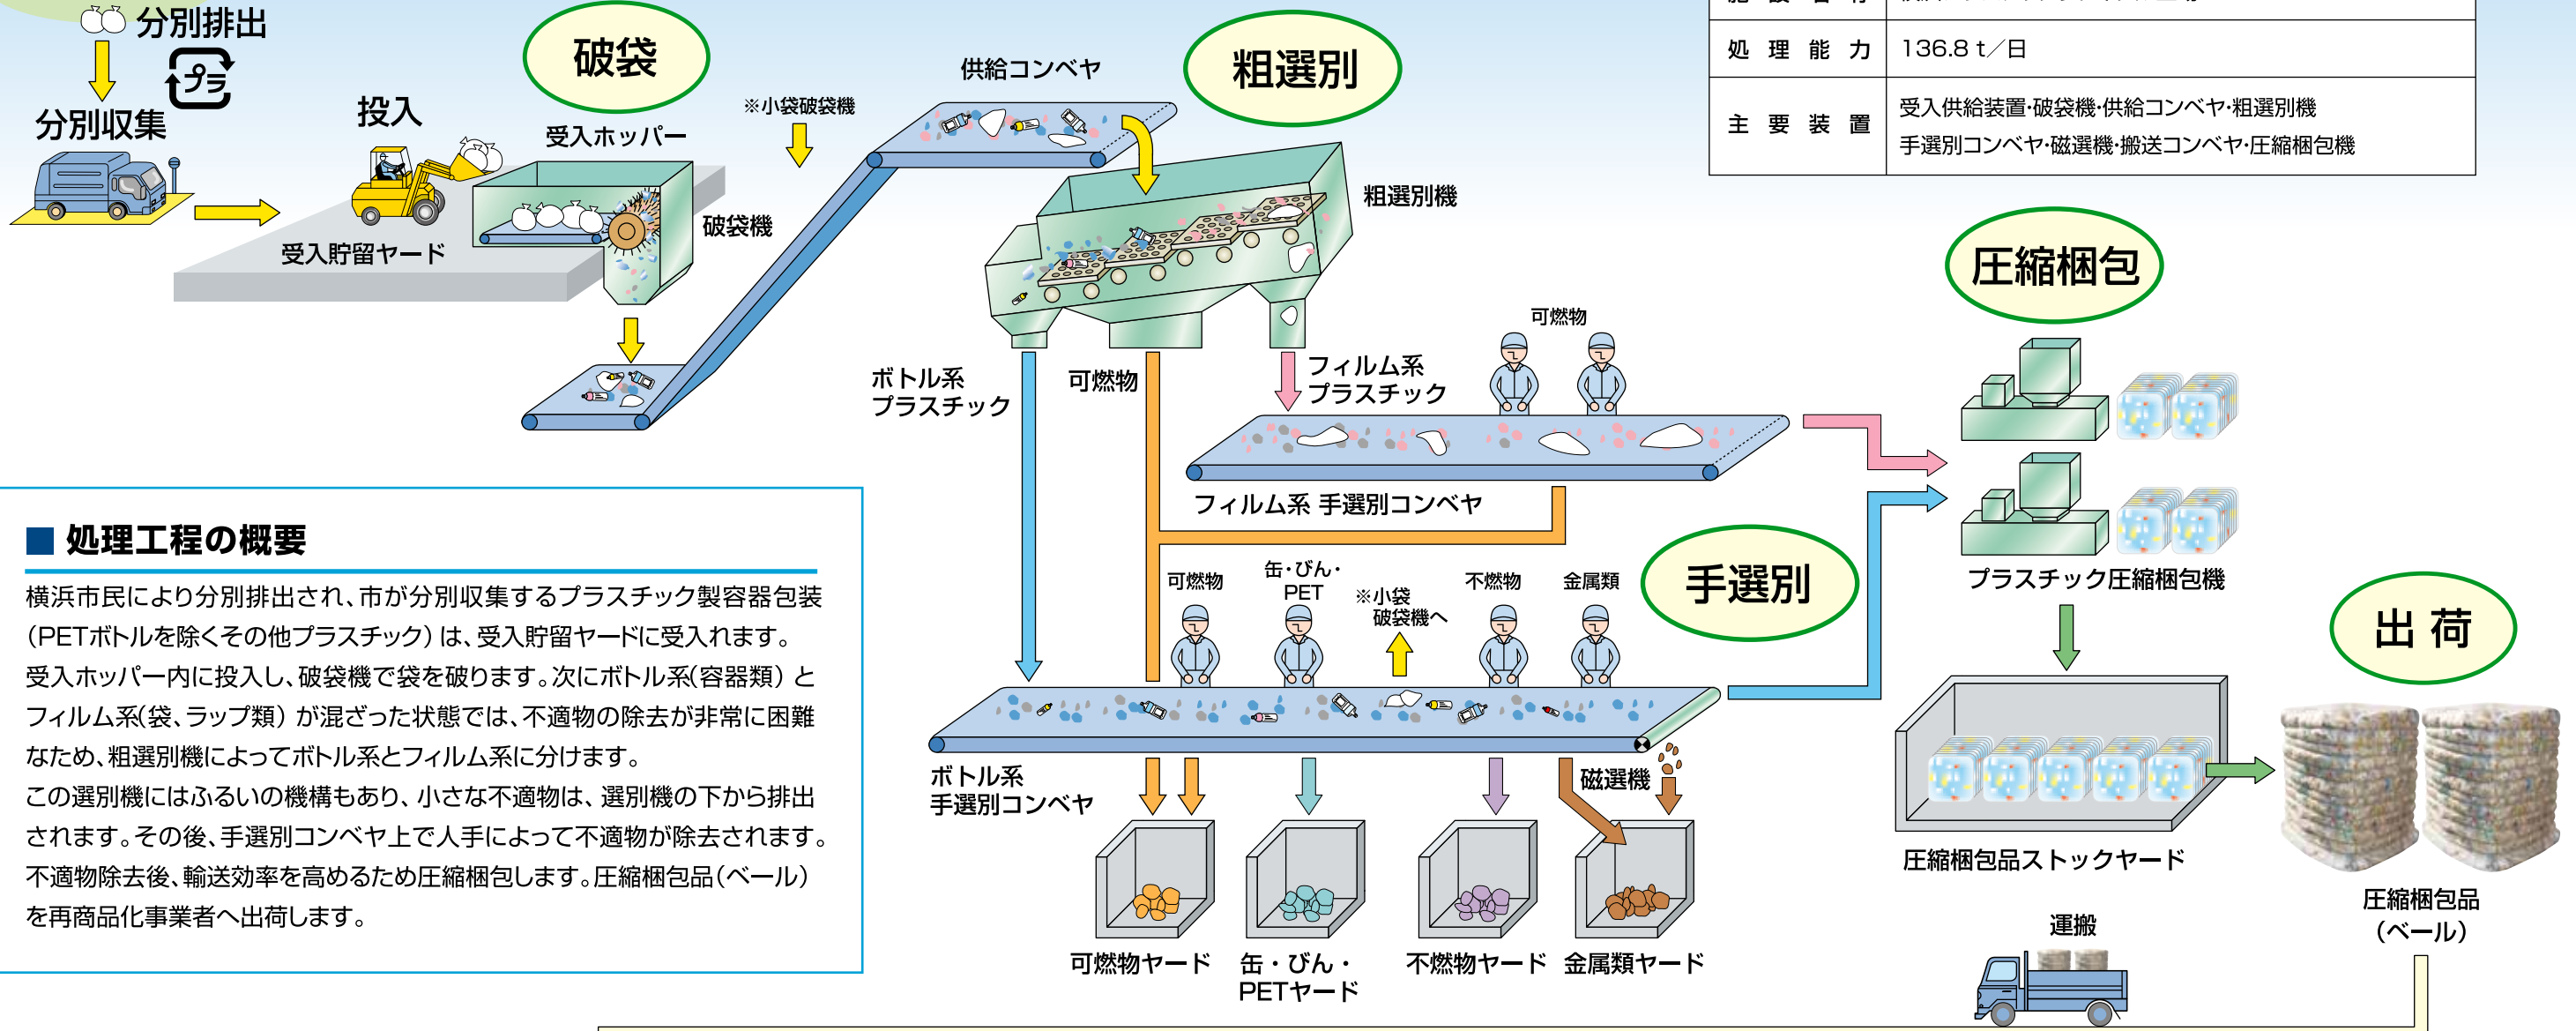 分別排出
プラ
分別収集
投入
受入貯留ヤード
破袋
受入ホッパー
破袋機
※小袋破袋機
供給コンベヤ
粗選別
粗選別機
処理能力
136.8 t／日
主要装置
受入供給装置・破袋機・供給コンベヤ・粗選別機
手選別コンベヤ・磁選機・搬送コンベヤ・圧縮梱包機
ボトル系
プラスチック
可燃物
フィルム系
プラスチック
可燃物
フィルム系 手選別コンベヤ
圧縮梱包
プラスチック圧縮梱包機
手選別
可燃物
缶・びん・
PET
※小袋
破袋機へ
不燃物
金属類
ボトル系
手選別コンベヤ
磁選機
可燃物ヤード
缶・びん・
PETヤード
不燃物ヤード
金属類ヤード
圧縮梱包品ストックヤード
出荷
圧縮梱包品
（ベール）
運搬
■ 処理工程の概要
横浜市民により分別排出され、市が分別収集するプラスチック製容器包装
（PETボトルを除くその他プラスチック）は、受入貯留ヤードに受入れます。
受入ホッパー内に投入し、破袋機で袋を破ります。次にボトル系（容器類）と
フィルム系（袋、ラップ類）が混ざった状態では、不適物の除去が非常に困難
なため、粗選別機によってボトル系とフィルム系に分けます。
この選別機にはふるいの機構もあり、小さな不適物は、選別機の下から排出
されます。その後、手選別コンベヤ上で人手によって不適物が除去されます。
不適物除去後、輸送効率を高めるため圧縮梱包します。圧縮梱包品（ベール）
を再商品化事業者へ出荷します。